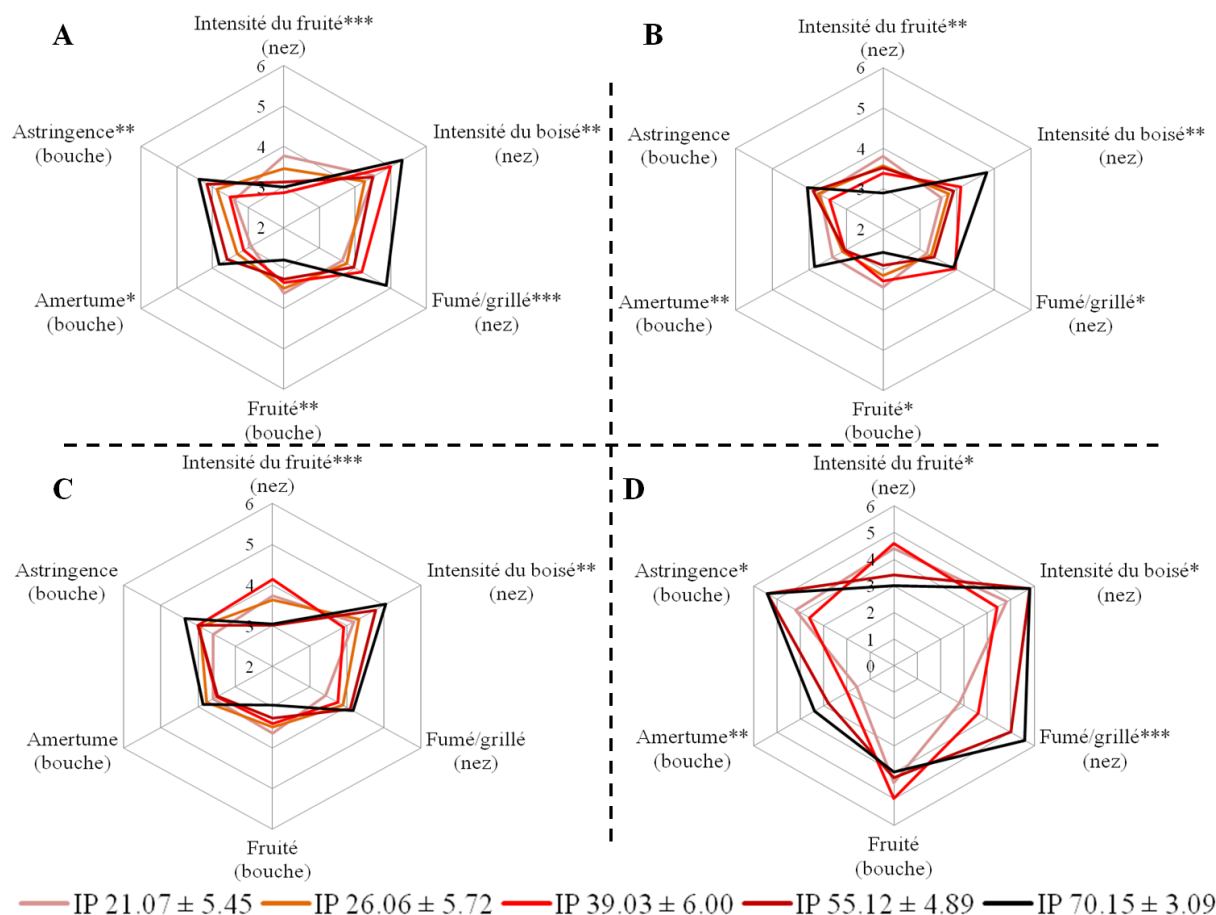 A
Intensité du fruité***
(nez)
6
5
4
3
2
Intensité du boisé**
(nez)
Fumé/grillé***
(nez)
Fruité**
(bouche)
Amertume*
(bouche)
Astringence**
(bouche)
B
Intensité du fruité**
(nez)
6
5
4
3
2
Intensité du boisé**
(nez)
Fumé/grillé*
(nez)
Fruité*
(bouche)
Amertume**
(bouche)
Astringence
(bouche)
C
Intensité du fruité***
(nez)
6
5
4
3
2
Intensité du boisé**
(nez)
Fumé/grillé
(nez)
Fruité
(bouche)
Amertume
(bouche)
Astringence
(bouche)
D
Intensité du fruité*
(nez)
6
5
4
3
2
1
0
Intensité du boisé*
(nez)
Fumé/grillé***
(nez)
Fruité
(bouche)
Amertume**
(bouche)
Astringence*
(bouche)
IP 21.07 ± 5.45
IP 26.06 ± 5.72
IP 39.03 ± 6.00
IP 55.12 ± 4.89
IP 70.15 ± 3.09